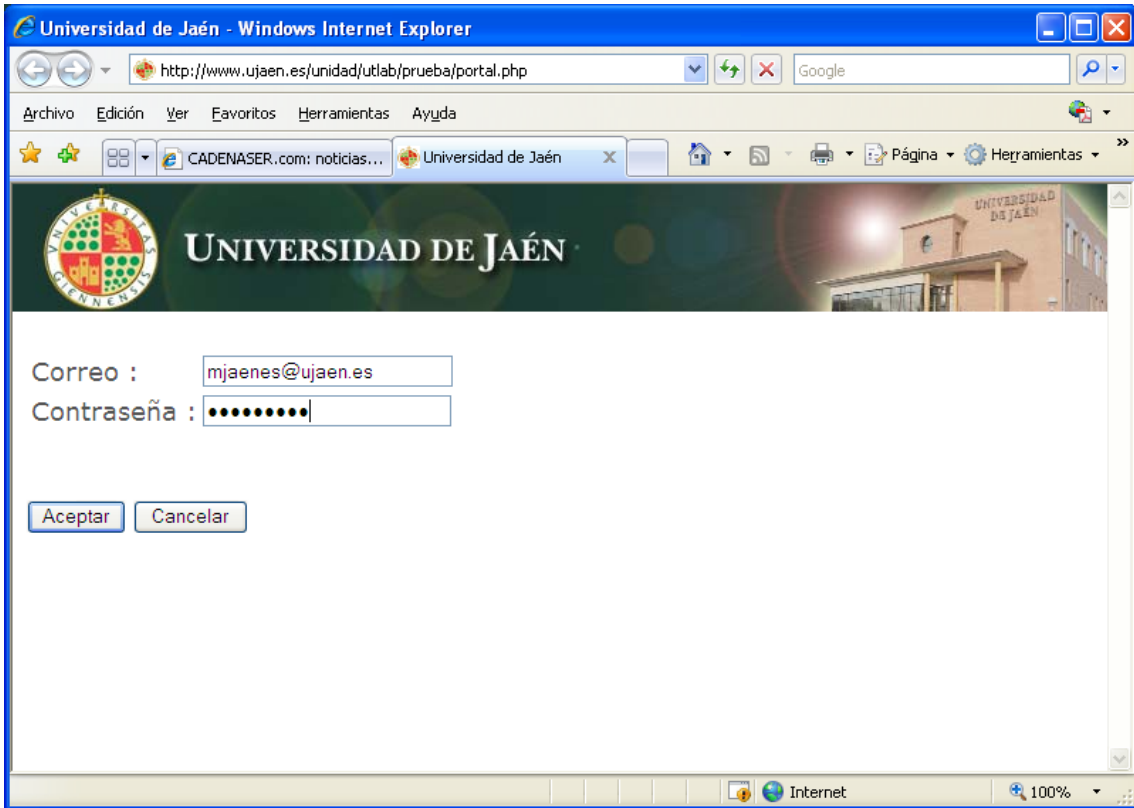 Universidad de Jaén - Windows Internet Explorer
http://www.ujaen.es/unidad/utlab/prueba/portal.php Google
Archivo Edición Ver Favoritos Herramientas Ayuda
CADENASER.com: noticias... Universidad de Jaén x Página Herramientas »
UNIVERSITAS GIENNENSIS
UNIVERSIDAD DE JAÉN
UNIVERSIDAD
DE JAÉN
Correo : mjaenes@ujaen.es
Contraseña : •••••••••
Aceptar Cancelar
Internet 100%